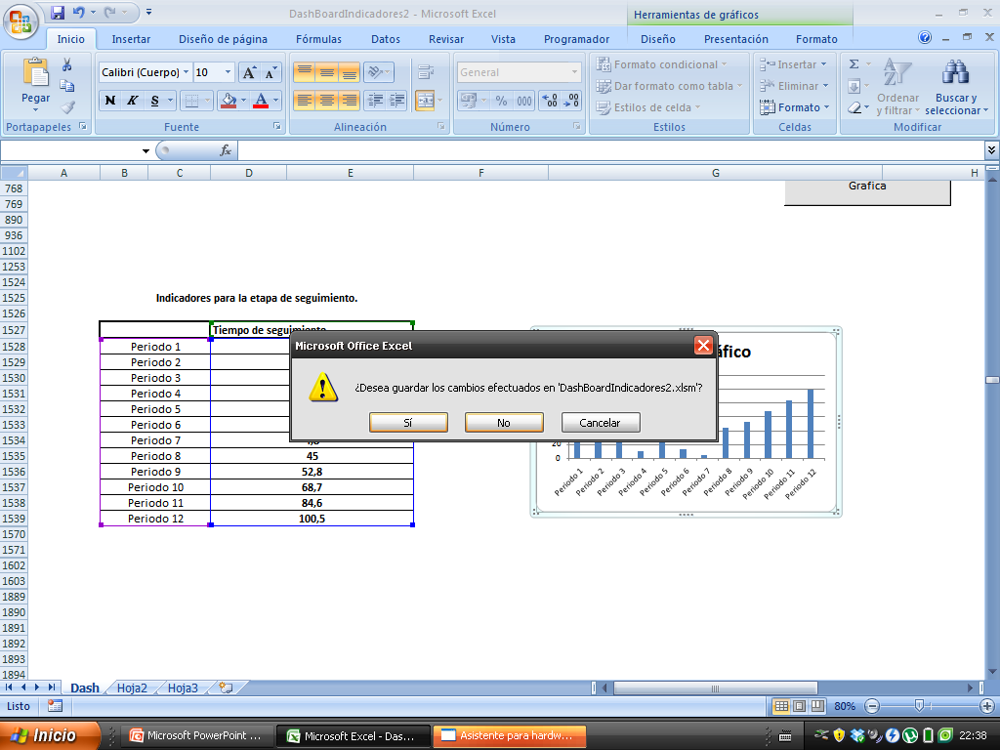 DashBoardIndicadores2 - Microsoft Excel
Herramientas de gráficos
Inicio Insertar Diseño de página Fórmulas Datos Revisar Vista Programador Diseño Presentación Formato
Pegar
Portapapeles
Calibri (Cuerpo) 10
N K S
Fuente
Alineación
General
% 000
Número
Formato condicional
Dar formato como tabla
Estilos de celda
Estilos
Insertar
Eliminar
Formato
Celdas
Ordenar y filtrar
Buscar y seleccionar
Modificar
fx
A B C D E F G H
768 Grafica
769
890
936
1102
1253
1524
1525 Indicadores para la etapa de seguimiento.
1526
1527 Tiempo de seguimiento
1528 Periodo 1
1529 Periodo 2
1530 Periodo 3
1531 Periodo 4
1532 Periodo 5
1533 Periodo 6
1534 Periodo 7
1535 Periodo 8 45
1536 Periodo 9 52,8
1537 Periodo 10 68,7
1538 Periodo 11 84,6
1539 Periodo 12 100,5
1570
1571
1602
1603
1889
1890
1891
1892
1893
1894
Microsoft Office Excel
¿Desea guardar los cambios efectuados en 'DashBoardIndicadores2.xlsm'?
Sí No Cancelar
áfico
20
0
Periodo 1 Periodo 2 Periodo 3 Periodo 4 Periodo 5 Periodo 6 Periodo 7 Periodo 8 Periodo 9 Periodo 10 Periodo 11 Periodo 12
Dash Hoja2 Hoja3
Listo 80%
Inicio Microsoft PowerPoint ... Microsoft Excel - Das... Asistente para hardw... 22:38